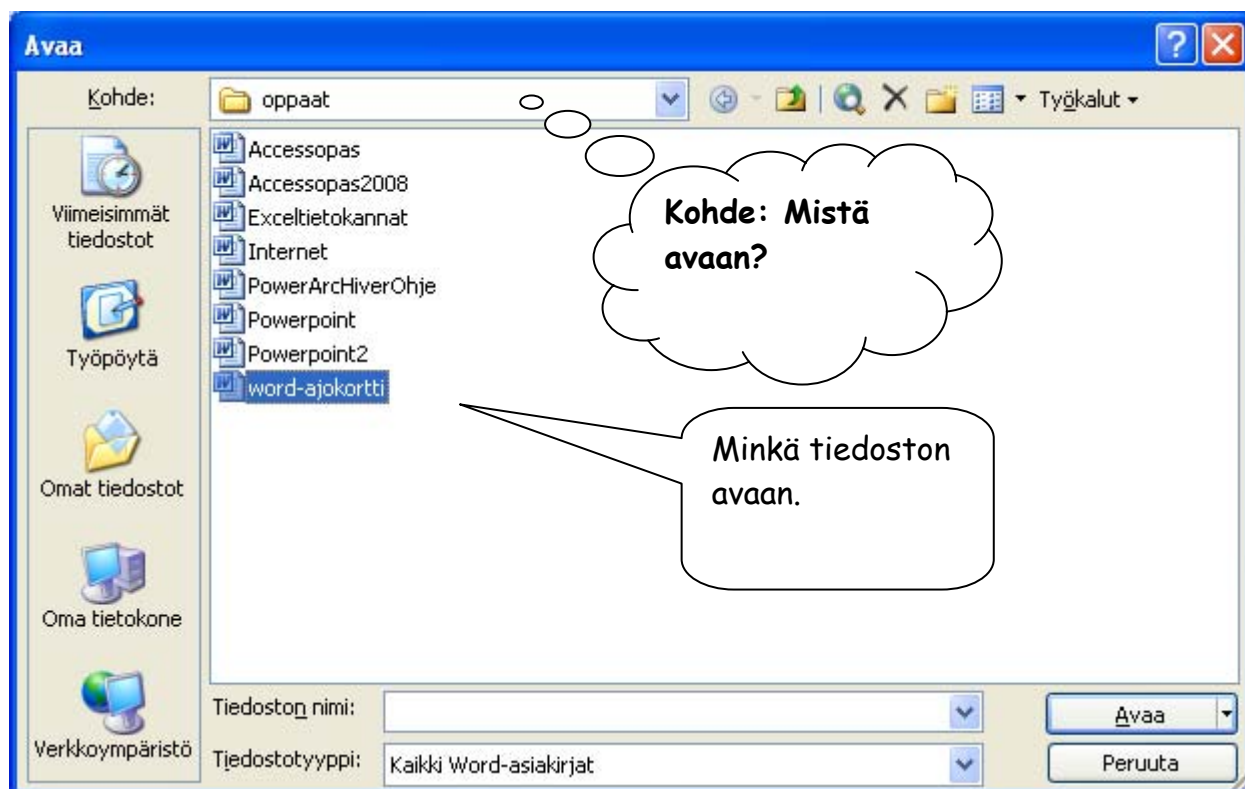 Avaa
Kohde:
oppaat
Työkalut
Viimeisimmät
tiedostot
Työpöytä
Omat tiedostot
Oma tietokone
Verkkoympäristö
Accessopas
Accessopas2008
Exceltietokannat
Internet
PowerArcHiverOhje
Powerpoint
Powerpoint2
word-ajokortti
Kohde: Mistä
avaan?
Minkä tiedoston
avaan.
Tiedoston nimi:
Avaa
Tiedostotyyppi:
Kaikki Word-asiakirjat
Peruuta